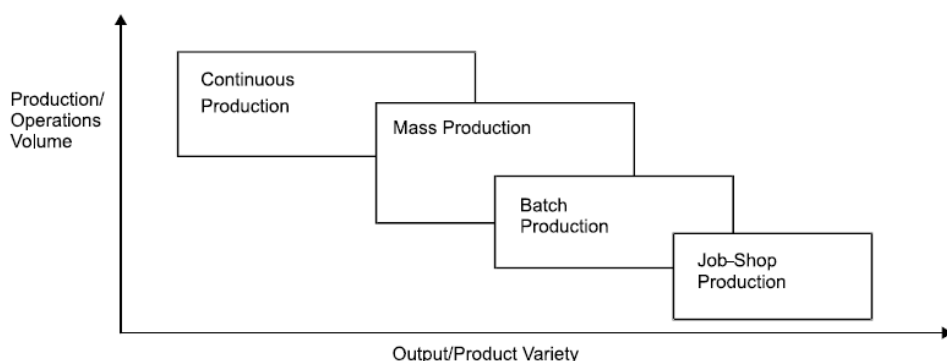 Production/
Operations
Volume
Continuous
Production
Mass Production
Batch
Production
Job–Shop
Production
Output/Product Variety